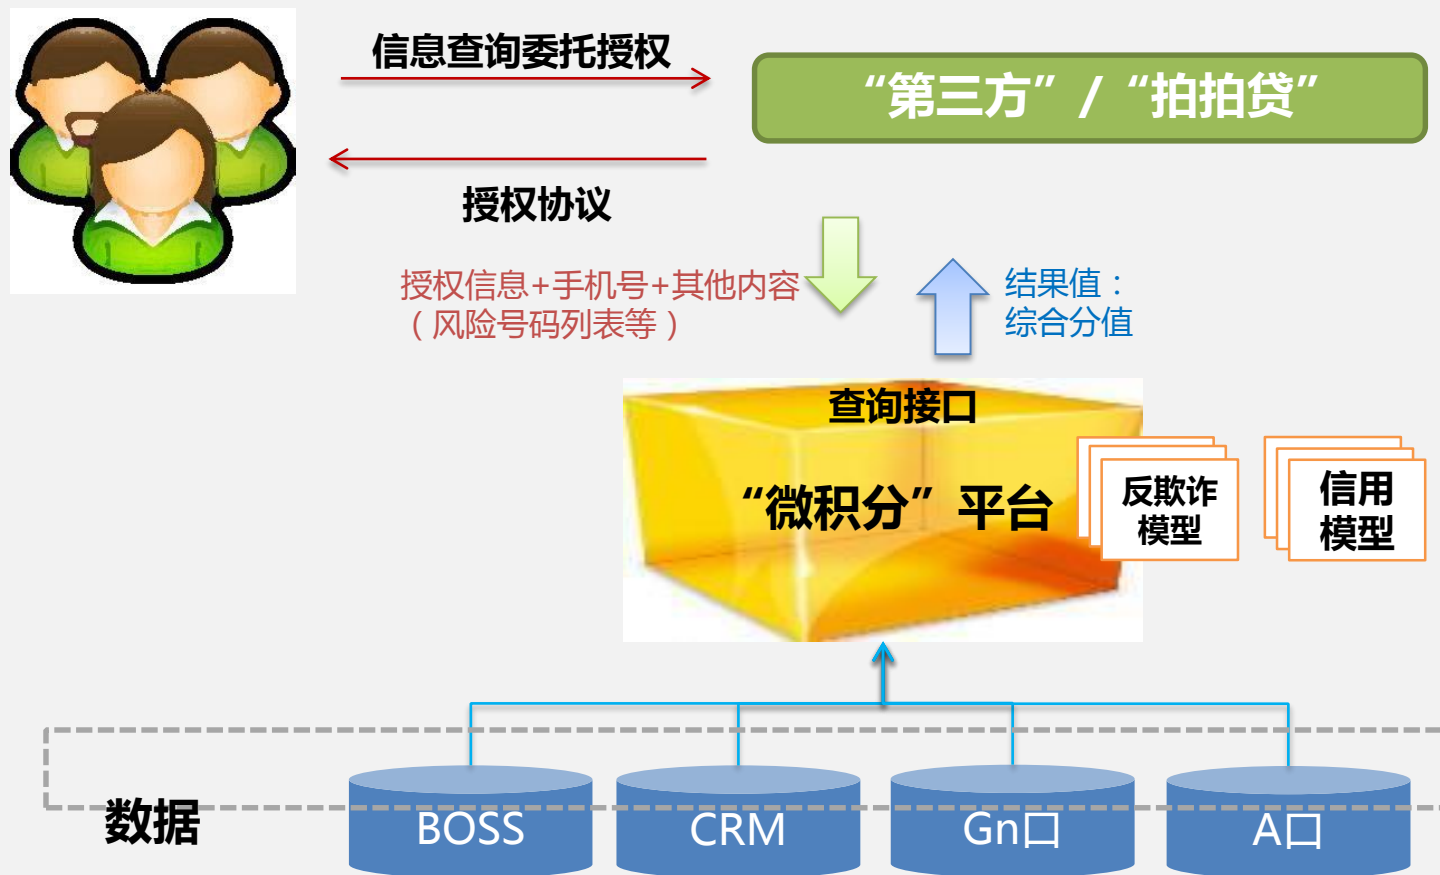 信息查询委托授权
“第三方” / “拍拍贷”
授权协议
授权信息+手机号+其他内容
（风险号码列表等）
结果值：
综合分值
查询接口
“微积分” 平台
反欺诈
模型
信用
模型
数据
BOSS
CRM
Gn口
A口